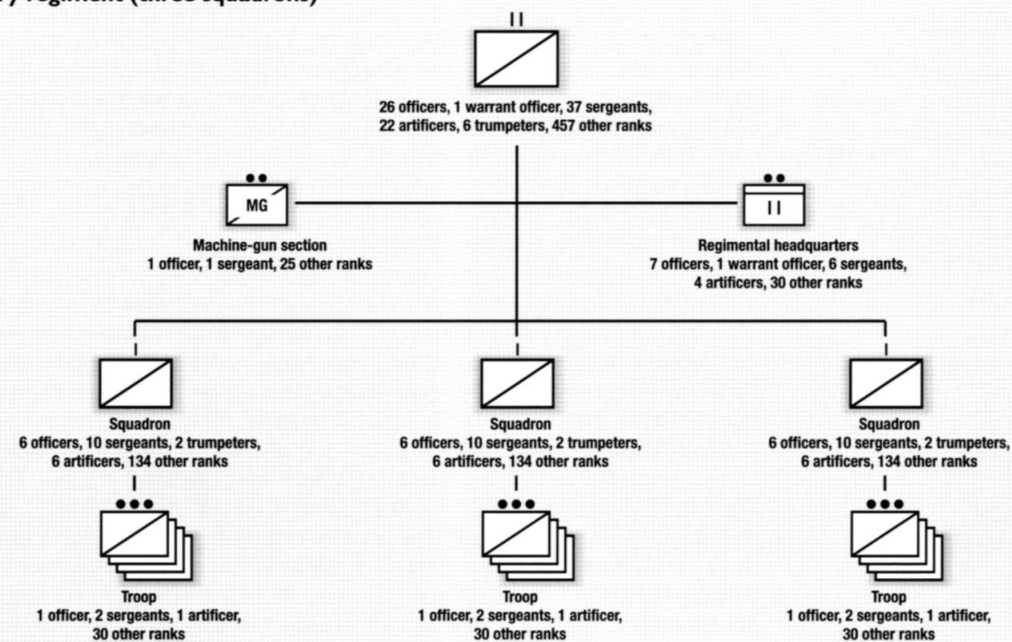 regiment (three squadrons)
26 officers, 1 warrant officer, 37 sergeants,
22 artificers, 6 trumpeters, 457 other ranks
MG
Machine-gun section
1 officer, 1 sergeant, 25 other ranks
Regimental headquarters
7 officers, 1 warrant officer, 6 sergeants,
4 artificers, 30 other ranks
Squadron
6 officers, 10 sergeants, 2 trumpeters,
6 artificers, 134 other ranks
Squadron
6 officers, 10 sergeants, 2 trumpeters,
6 artificers, 134 other ranks
Squadron
6 officers, 10 sergeants, 2 trumpeters,
6 artificers, 134 other ranks
Troop
1 officer, 2 sergeants, 1 artificer,
30 other ranks
Troop
1 officer, 2 sergeants, 1 artificer,
30 other ranks
Troop
1 officer, 2 sergeants, 1 artificer,
30 other ranks